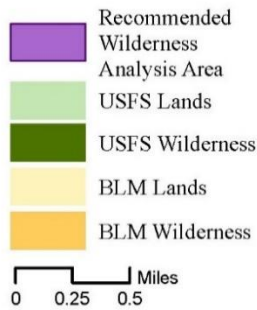 Recommended
Wilderness
Analysis Area
USFS Lands
USFS Wilderness
BLM Lands
BLM Wilderness
Miles
0 0.25 0.5